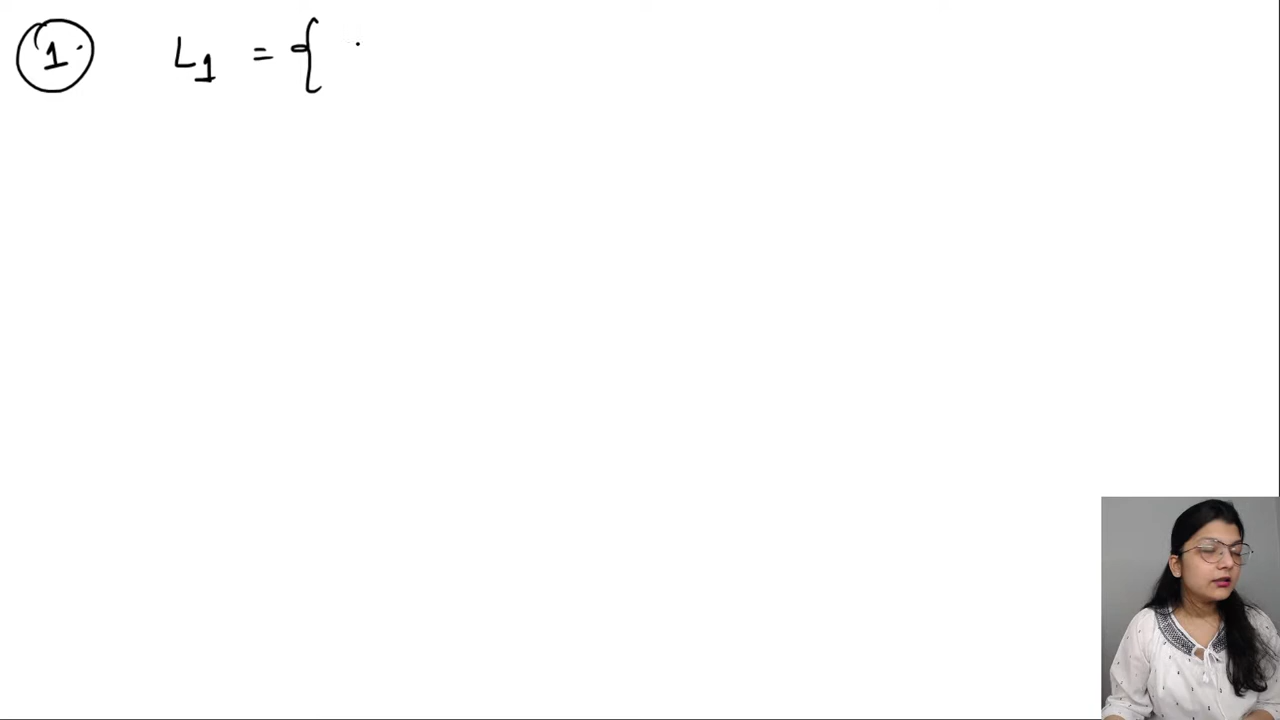 1. L1 = {